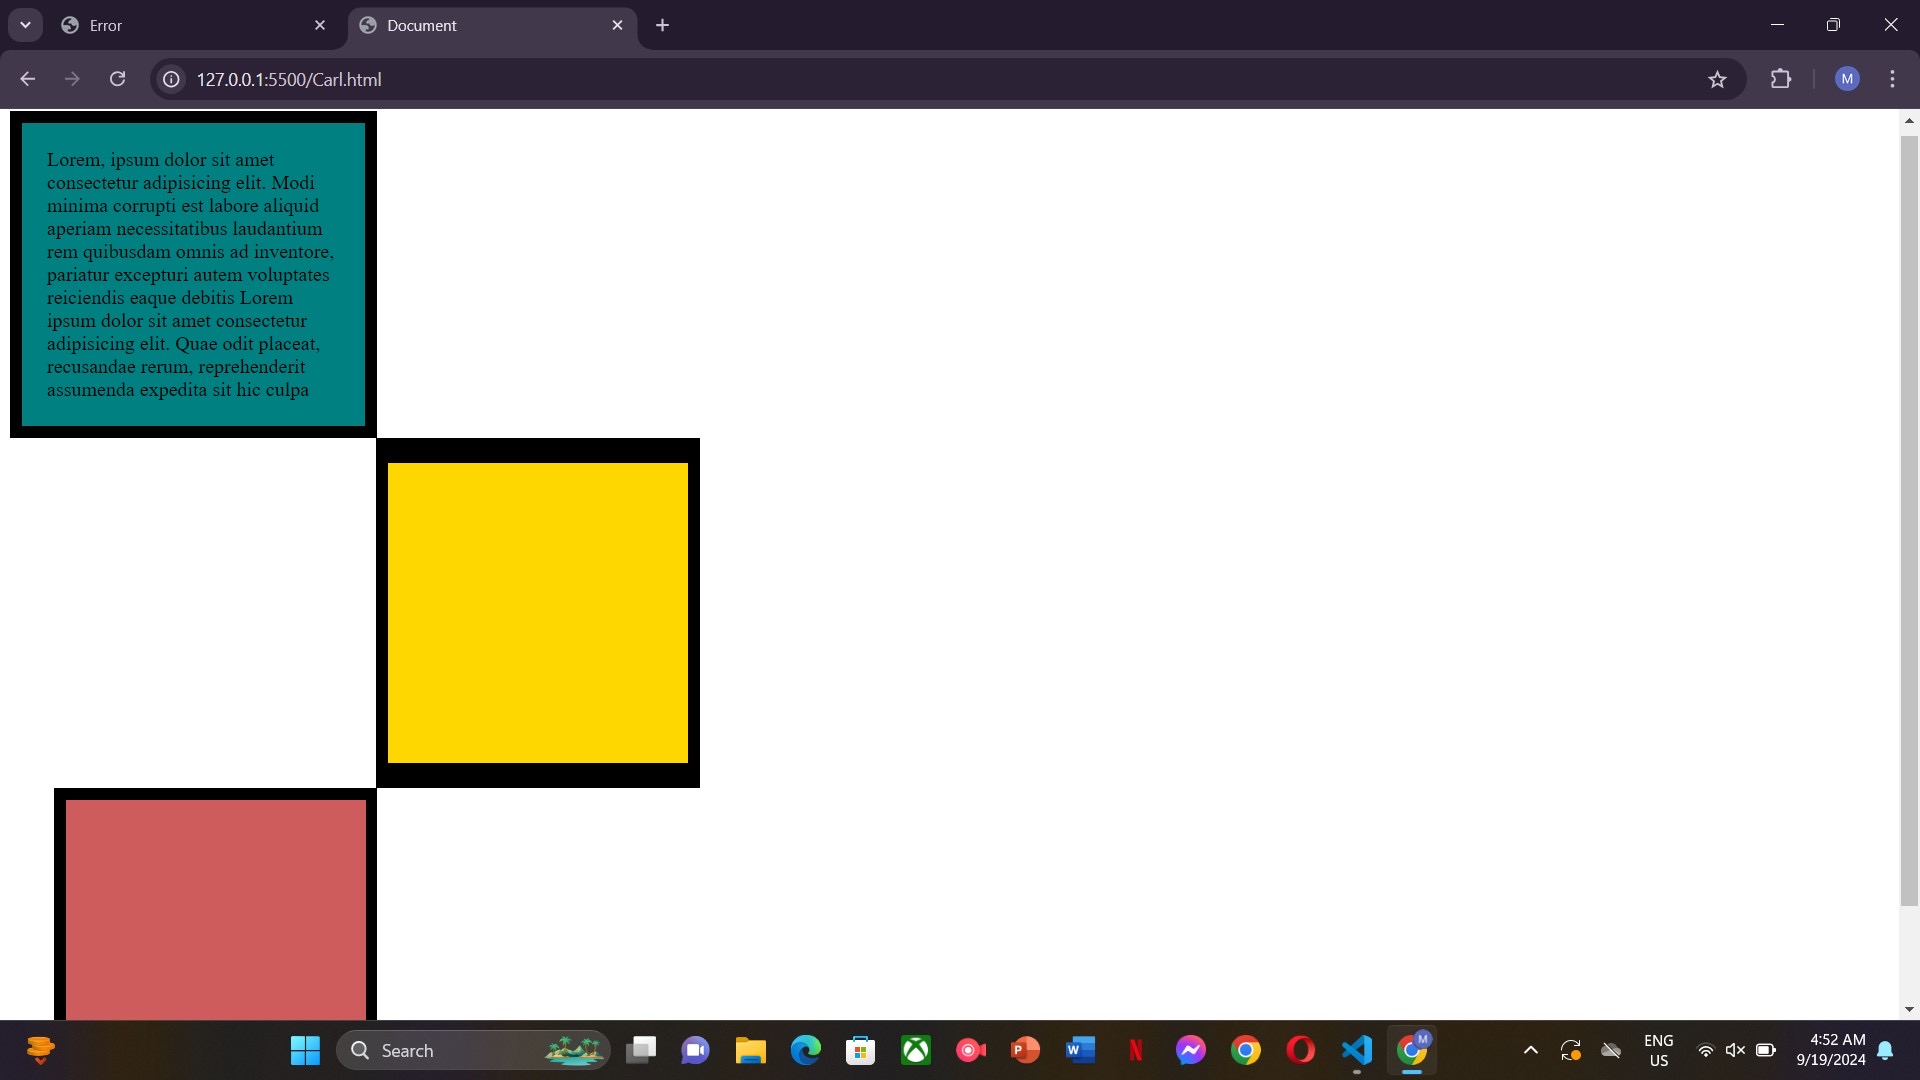 Error
Document
127.0.0.1:5500/Carl.html
M
Lorem, ipsum dolor sit amet
consectetur adipisicing elit. Modi
minima corrupti est labore aliquid
aperiam necessitatibus laudantium
rem quibusdam omnis ad inventore,
pariatur excepturi autem voluptates
reiciendis eaque debitis Lorem
ipsum dolor sit amet consectetur
adipisicing elit. Quae odit placeat,
recusandae rerum, reprehenderit
assumenda expedita sit hic culpa
Search
P
W
N
M
ENG
US
4:52 AM
9/19/2024